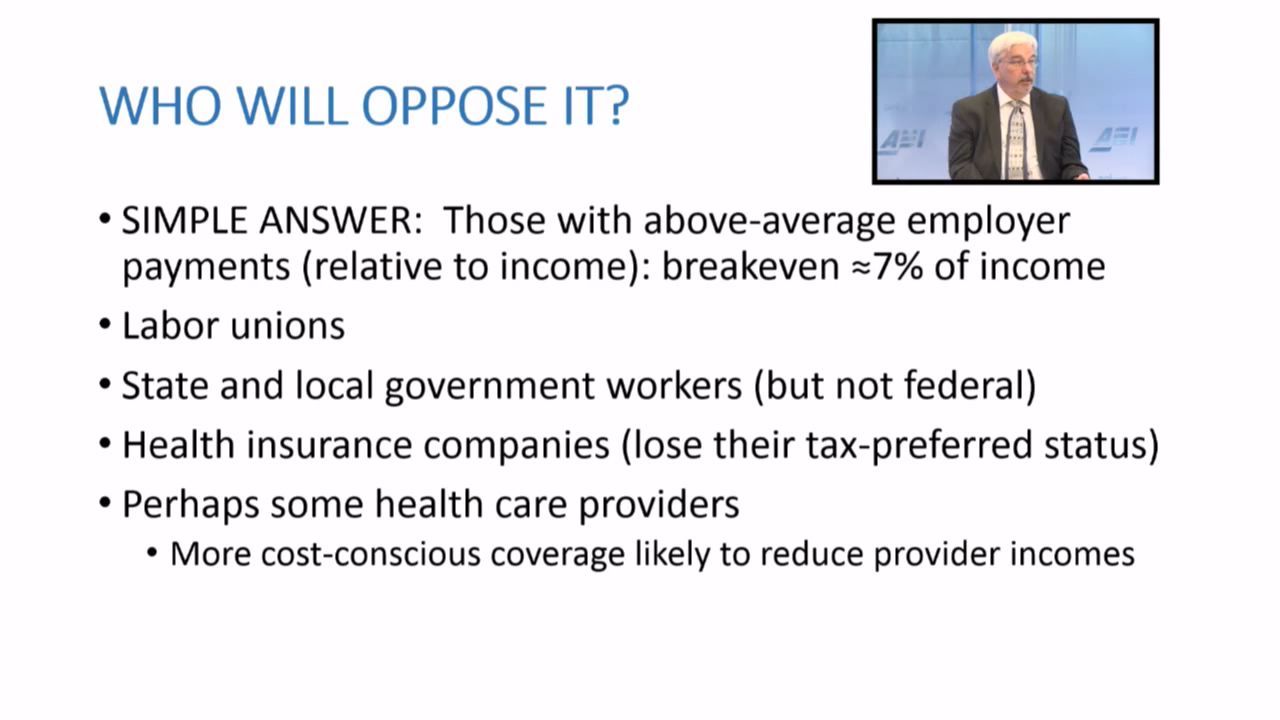 WHO WILL OPPOSE IT?
AEI
AEI
• SIMPLE ANSWER:  Those with above-average employer
payments (relative to income): breakeven ≈7% of income
• Labor unions
• State and local government workers (but not federal)
• Health insurance companies (lose their tax-preferred status)
• Perhaps some health care providers
• More cost-conscious coverage likely to reduce provider incomes